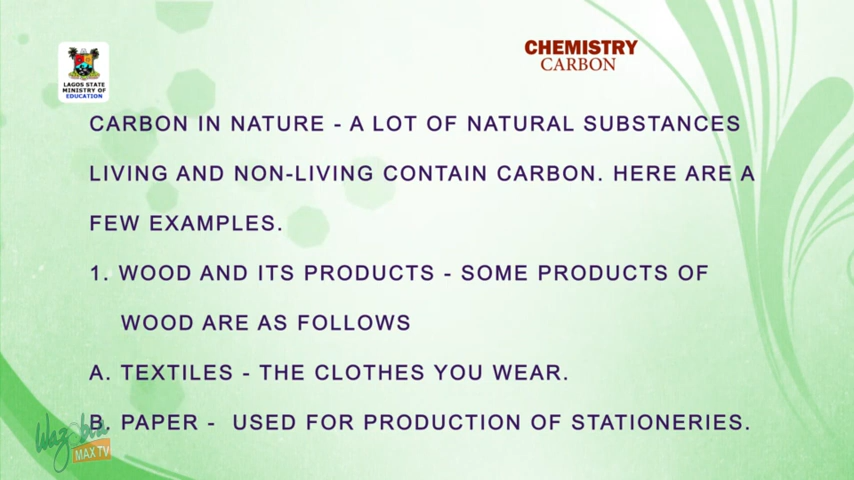 LAGOS STATE
MINISTRY OF
EDUCATION
CHEMISTRY
CARBON
CARBON IN NATURE - A LOT OF NATURAL SUBSTANCES
LIVING AND NON-LIVING CONTAIN CARBON. HERE ARE A
FEW EXAMPLES.
1. WOOD AND ITS PRODUCTS - SOME PRODUCTS OF
WOOD ARE AS FOLLOWS
A. TEXTILES - THE CLOTHES YOU WEAR.
B. PAPER - USED FOR PRODUCTION OF STATIONERIES.
Wazobia
MAX TV